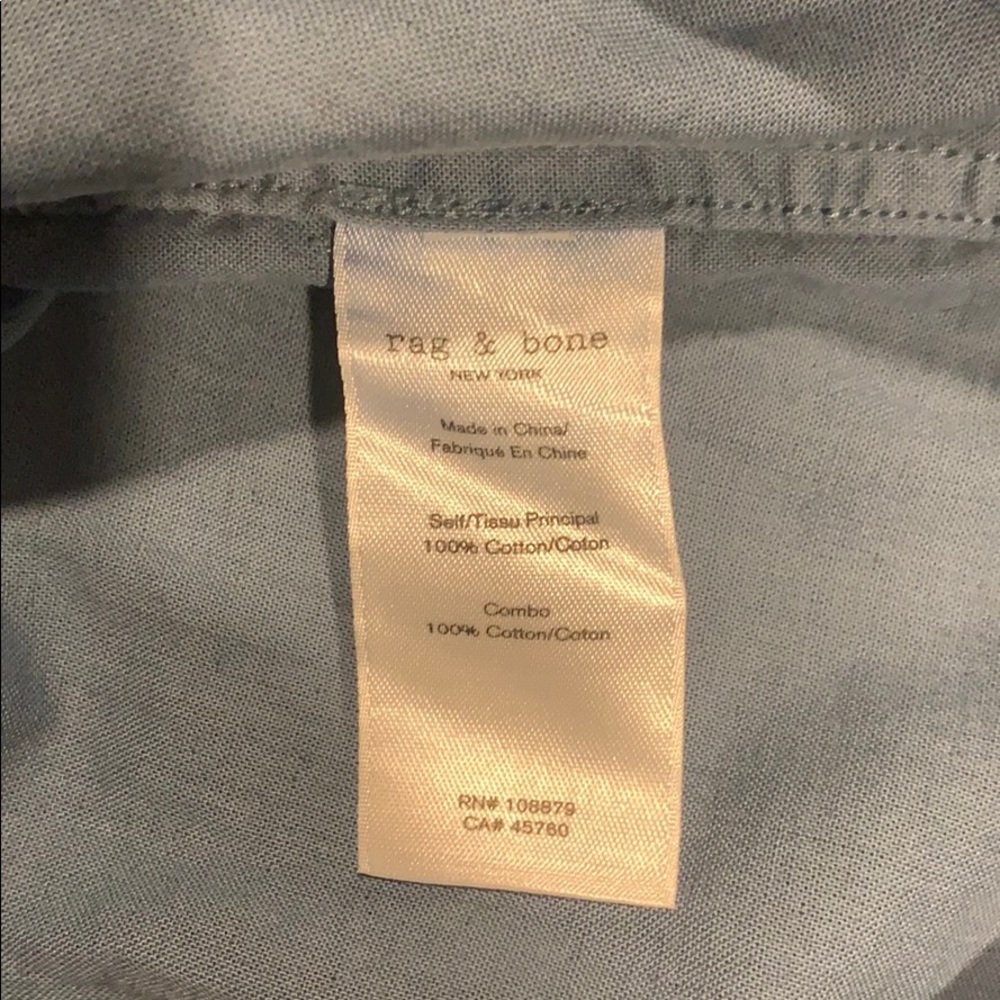 rag & bone
NEW YORK
Made in China/
Fabriqué En Chine
Self/Tissu Principal
100% Cotton/Coton
Combo
100% Cotton/Coton
RN# 108879
CA# 45760